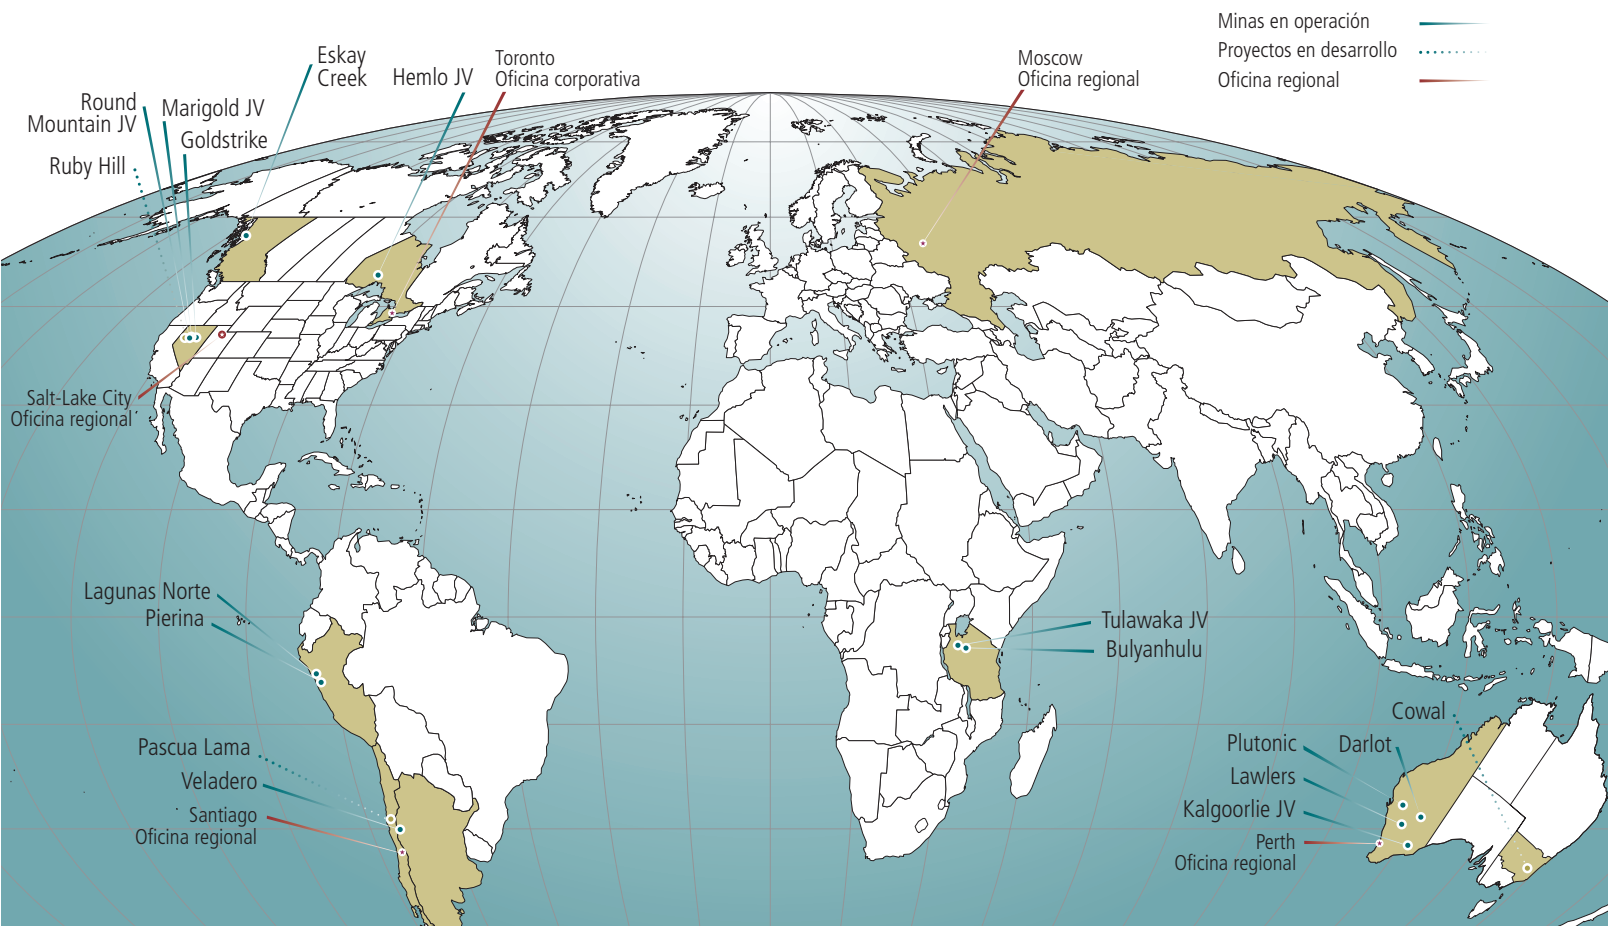 Minas en operación
Proyectos en desarrollo
Oficina regional
Eskay
Creek
Hemlo JV
Toronto
Oficina corporativa
Moscow
Oficina regional
Round
Mountain JV
Marigold JV
Goldstrike
Ruby Hill
Salt-Lake City
Oficina regional
Lagunas Norte
Pierina
Tulawaka JV
Bulyanhulu
Pascua Lama
Veladero
Santiago
Oficina regional
Cowal
Plutonic
Darlot
Lawlers
Kalgoorlie JV
Perth
Oficina regional